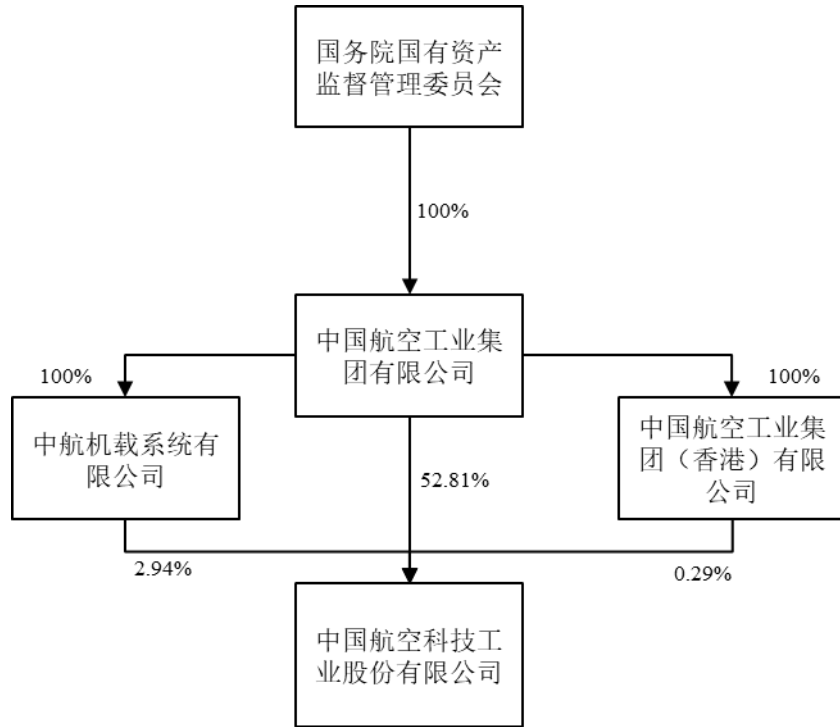 国务院国有资产
监督管理委员会
100%
中国航空工业集
团有限公司
100%
100%
中航机载系统有
限公司
52.81%
中国航空工业集
团（香港）有限
公司
2.94%
0.29%
中国航空科技工
业股份有限公司